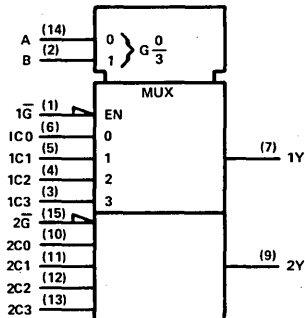 A (14) 0 } G 0/3
B (2) 1
MUX
1G̅ (1) EN
IC0 (6) 0
1C1 (5) 1 (7) 1Y
1C2 (4) 2
1C3 (3) 3
2G̅ (15)
2C0 (10)
2C1 (11) (9) 2Y
2C2 (12)
2C3 (13)